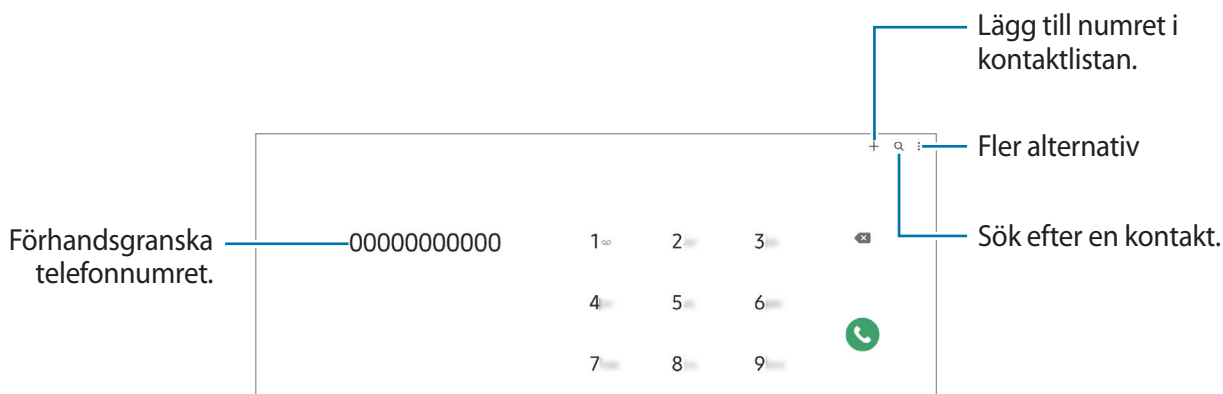 Lägg till numret i
kontaktlistan.
Fler alternativ
Förhandsgranska
telefonnumret.
00000000000
1 2 3
Sök efter en kontakt.
4 5 6
7 8 9